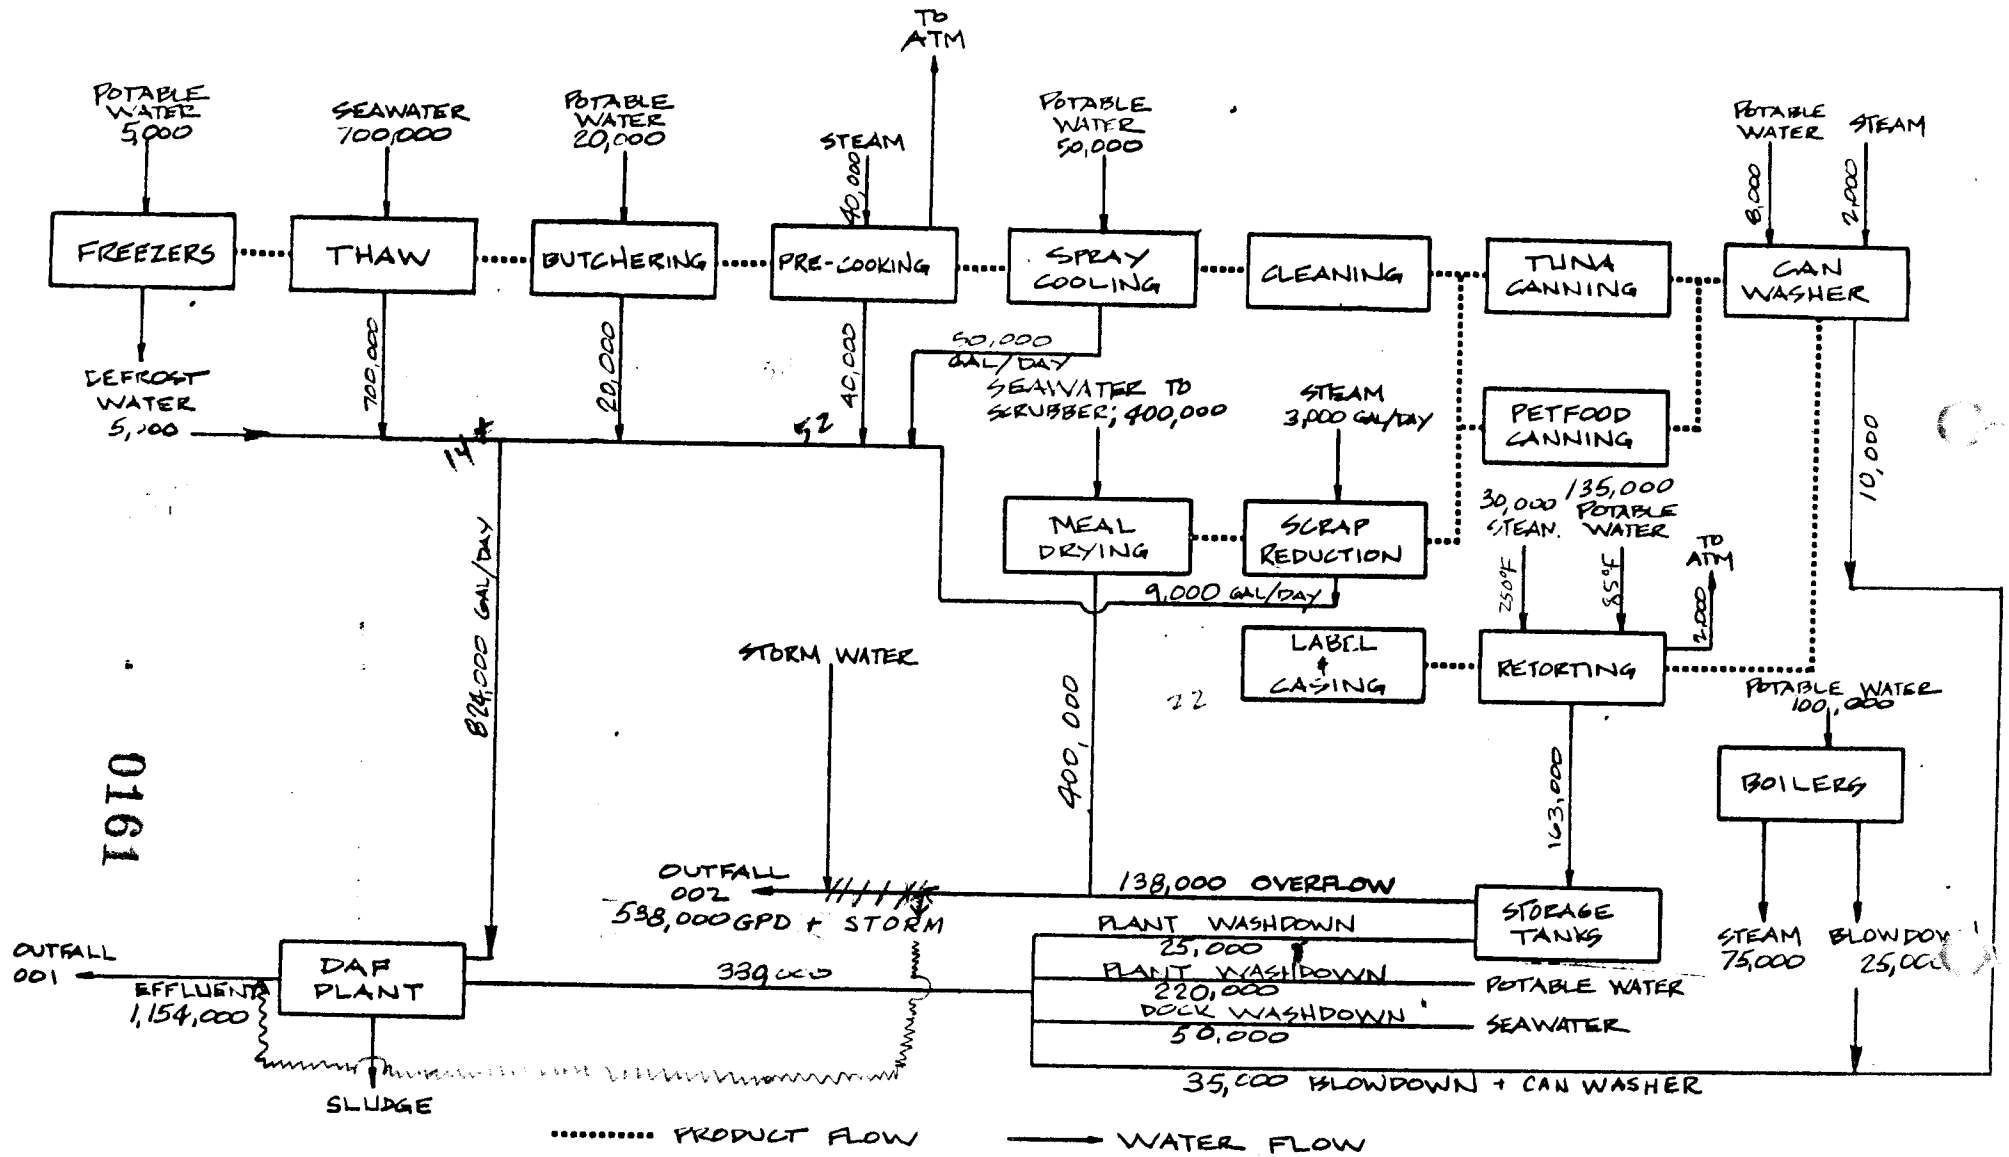 TO
ATM
POTABLE
WATER
5,000
SEAWATER
700,000
POTABLE
WATER
20,000
STEAM
40,000
POTABLE
WATER
50,000
POTABLE
WATER
8,000
STEAM
2,000
FREEZERS
THAW
BUTCHERING
PRE-COOKING
SPRAY
COOLING
CLEANING
TUNA
CANNING
CAN
WASHER
700,000
20,000
40,000
50,000
GAL/DAY
DEFROST
WATER
SEAWATER TO
SCRUBBER; 400,000
STEAM
3,000 GAL/DAY
PETFOOD
CANNING
10,000
14
824,000 GAL/DAY
MEAL
DRYING
SCRAP
REDUCTION
30,000
STEAM
135,000
POTABLE
WATER
250°F
85°F
TO
ATM
2,000
9,000 GAL/DAY
LABEL
&
CASING
RETORTING
STORM WATER
400,000
22
163,000
POTABLE WATER
100,000
BOILERS
STEAM
75,000
BLOWDOWN
0161
OUTFALL
002
538,000 GPD + STORM
138,000 OVERFLOW
STORAGE
TANKS
PLANT WASHDOWN
25,000
PLANT WASHDOWN
220,000
POTABLE WATER
DOCK WASHDOWN
50,000
SEAWATER
35,000 BLOWDOWN + CAN WASHER
OUTFALL
001
EFFLUENT
1,154,000
DAF
PLANT
339,000
SLUDGE
PRODUCT FLOW
WATER FLOW